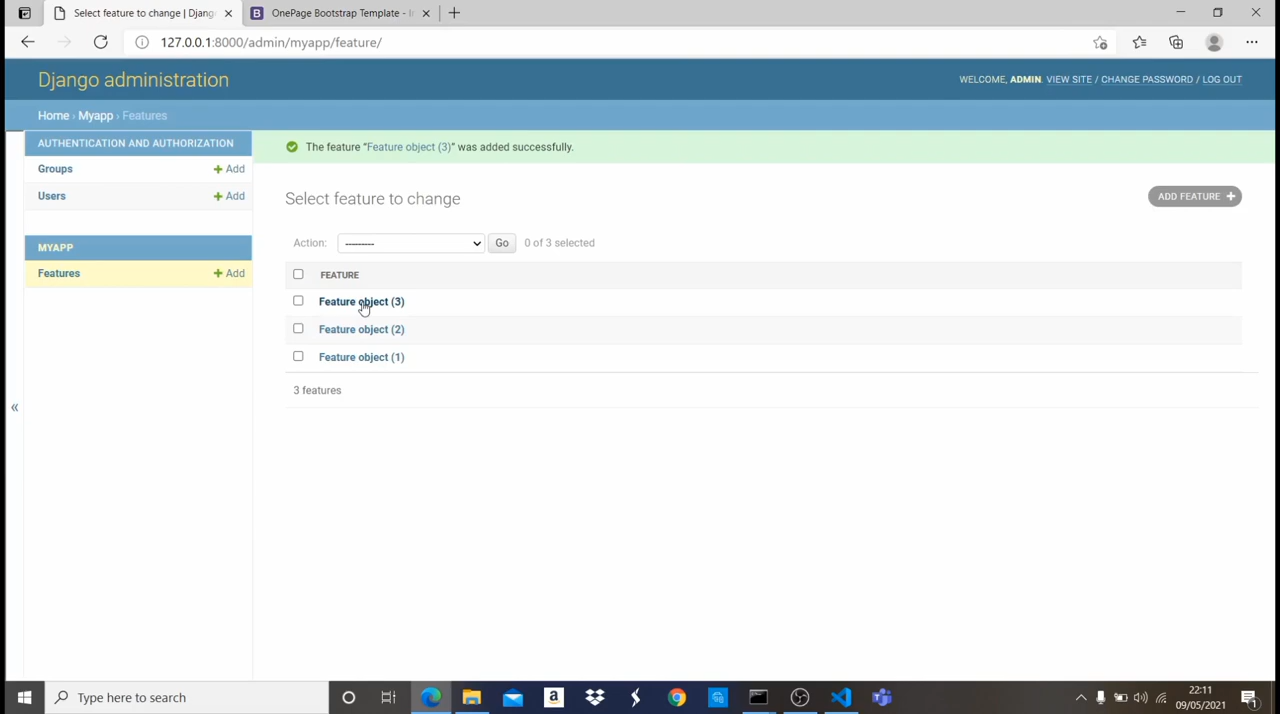 Select feature to change | Djang
OnePage Bootstrap Template -
127.0.0.1:8000/admin/myapp/feature/
Django administration
WELCOME, ADMIN. VIEW SITE / CHANGE PASSWORD / LOG OUT
Home › Myapp › Features
AUTHENTICATION AND AUTHORIZATION
Groups + Add
Users + Add
MYAPP
Features + Add
«
The feature “Feature object (3)” was added successfully.
Select feature to change
ADD FEATURE +
Action: --------- Go 0 of 3 selected
FEATURE
Feature object (3)
Feature object (2)
Feature object (1)
3 features
Type here to search
22:11
09/05/2021